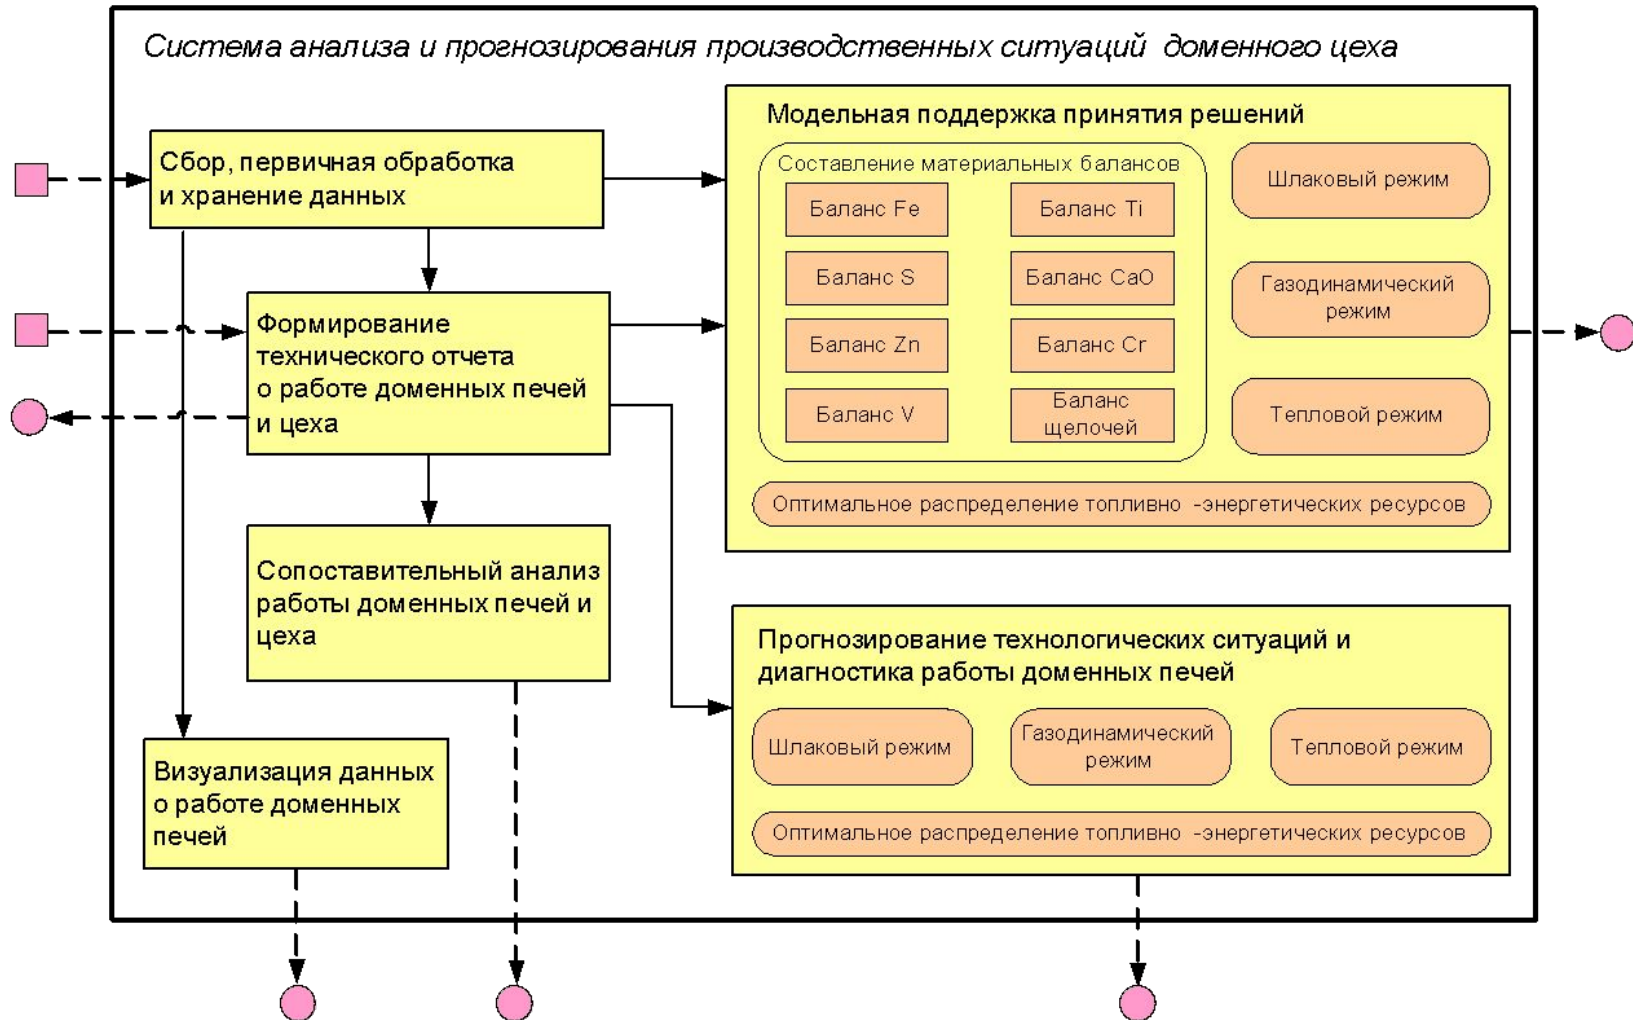 Система анализа и прогнозирования производственных ситуаций доменного цеха
Сбор, первичная обработка
и хранение данных
Формирование
технического отчета
о работе доменных печей
и цеха
Сопоставительный анализ
работы доменных печей и
цеха
Визуализация данных
о работе доменных
печей
Модельная поддержка принятия решений
Составление материальных балансов
Баланс Fe
Баланс Ti
Баланс S
Баланс CaO
Баланс Zn
Баланс Cr
Баланс V
Баланс
щелочей
Шлаковый режим
Газодинамический
режим
Тепловой режим
Оптимальное распределение топливно -энергетических ресурсов
Прогнозирование технологических ситуаций и
диагностика работы доменных печей
Шлаковый режим
Газодинамический
режим
Тепловой режим
Оптимальное распределение топливно -энергетических ресурсов